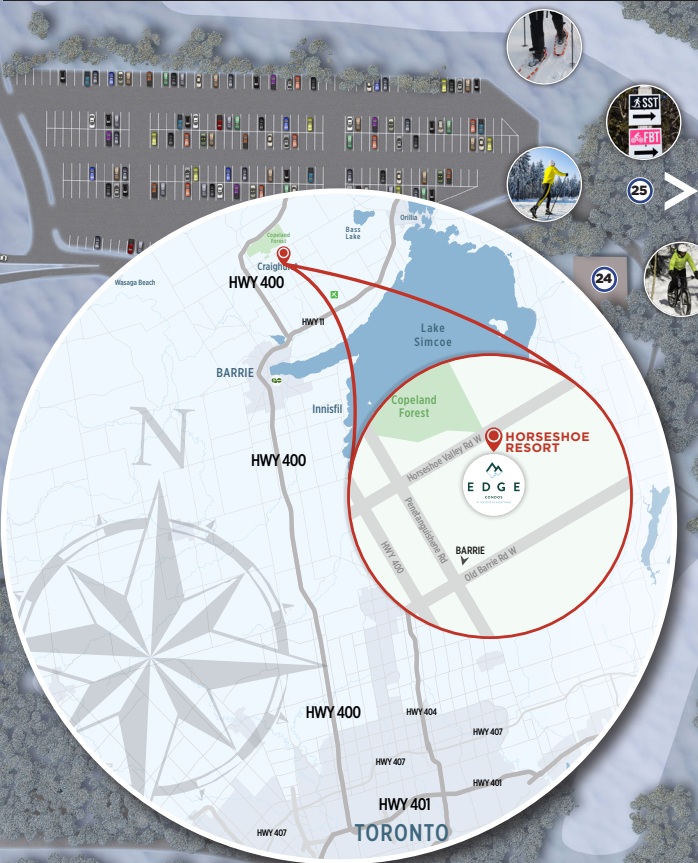 SST
FBT
25
24
Copeland
Forest
Bass
Lake
Orillia
Wasaga Beach
HWY 400
HWY 11
Lake
Simcoe
BARRIE
GO
Innisfil
N
HWY 400
Copeland
Forest
HORSESHOE
RESORT
Horseshoe Valley Rd W
EDGE
CONDOS
Penetanguishene Rd
HWY 400
BARRIE
Old Barrie Rd W
HWY 400
HWY 404
HWY 407
HWY 407
HWY 401
HWY 401
TORONTO
HWY 407